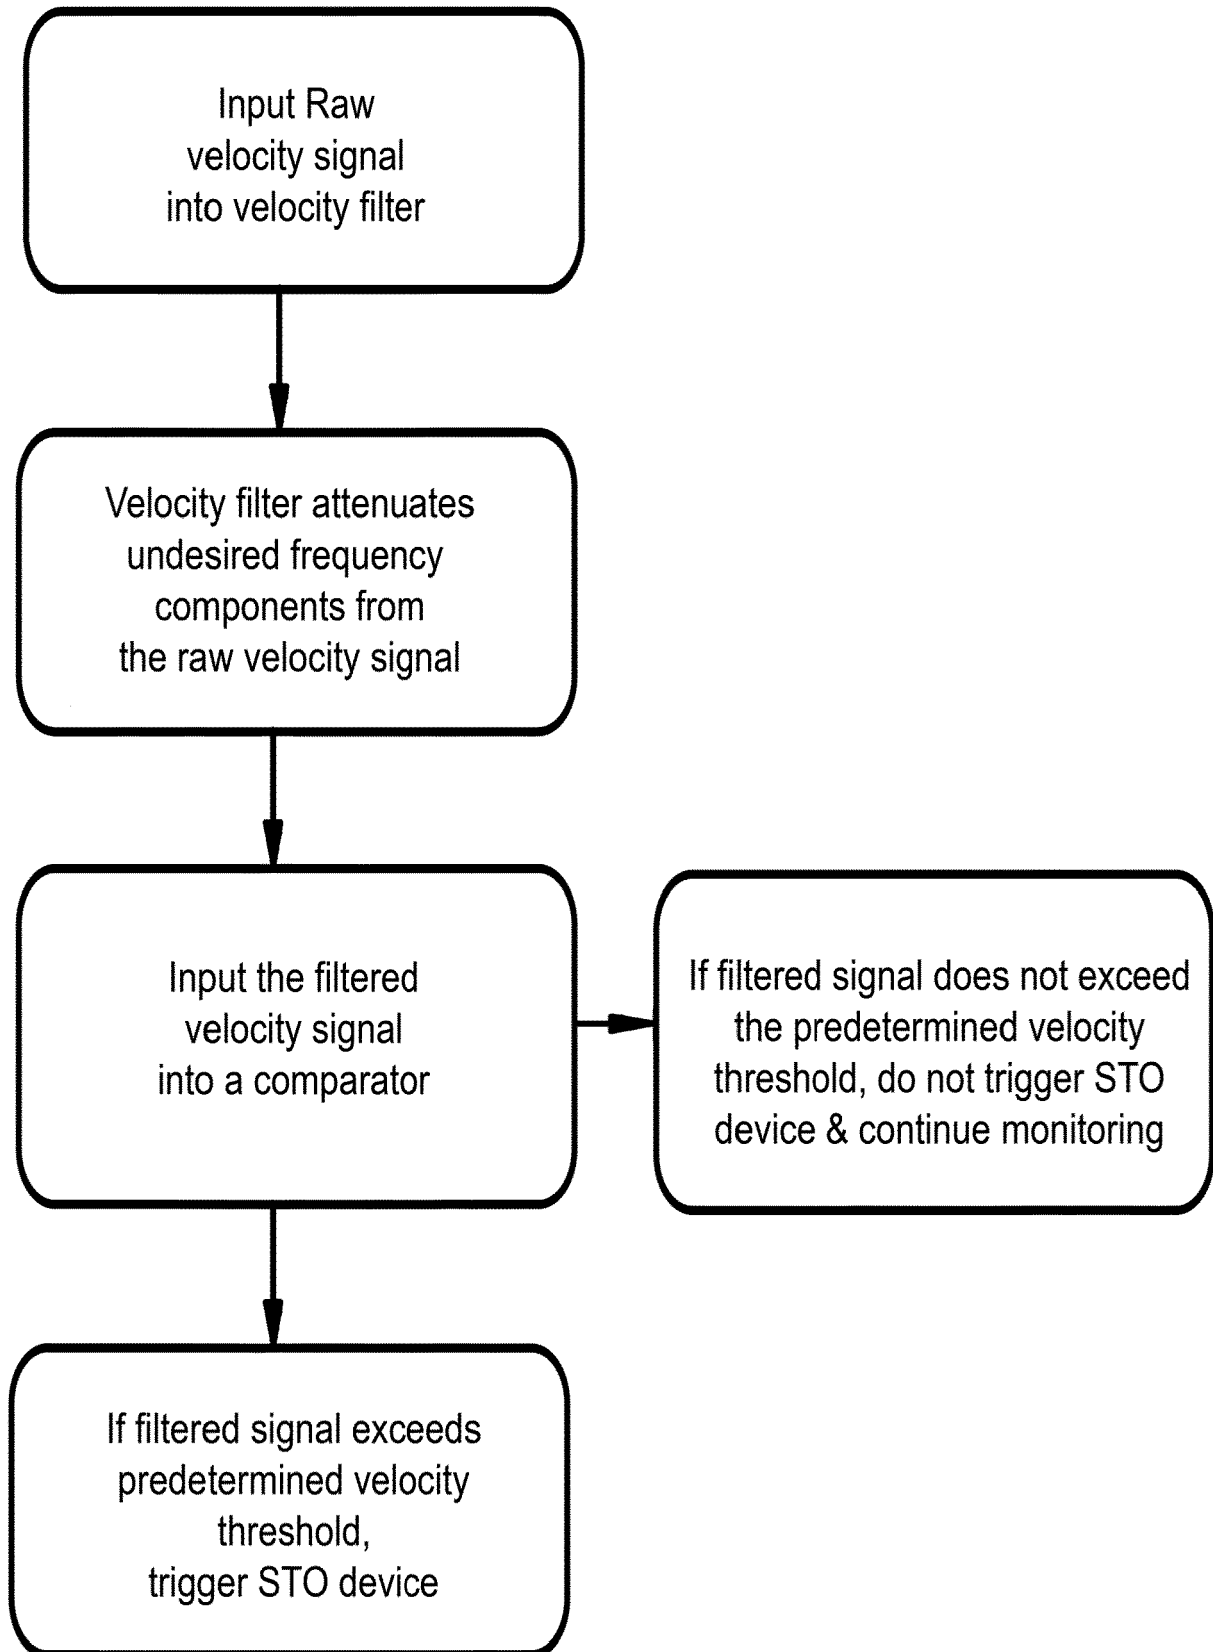 Input Raw
velocity signal
into velocity filter
Velocity filter attenuates
undesired frequency
components from
the raw velocity signal
Input the filtered
velocity signal
into a comparator
If filtered signal does not exceed
the predetermined velocity
threshold, do not trigger STO
device & continue monitoring
If filtered signal exceeds
predetermined velocity
threshold,
trigger STO device